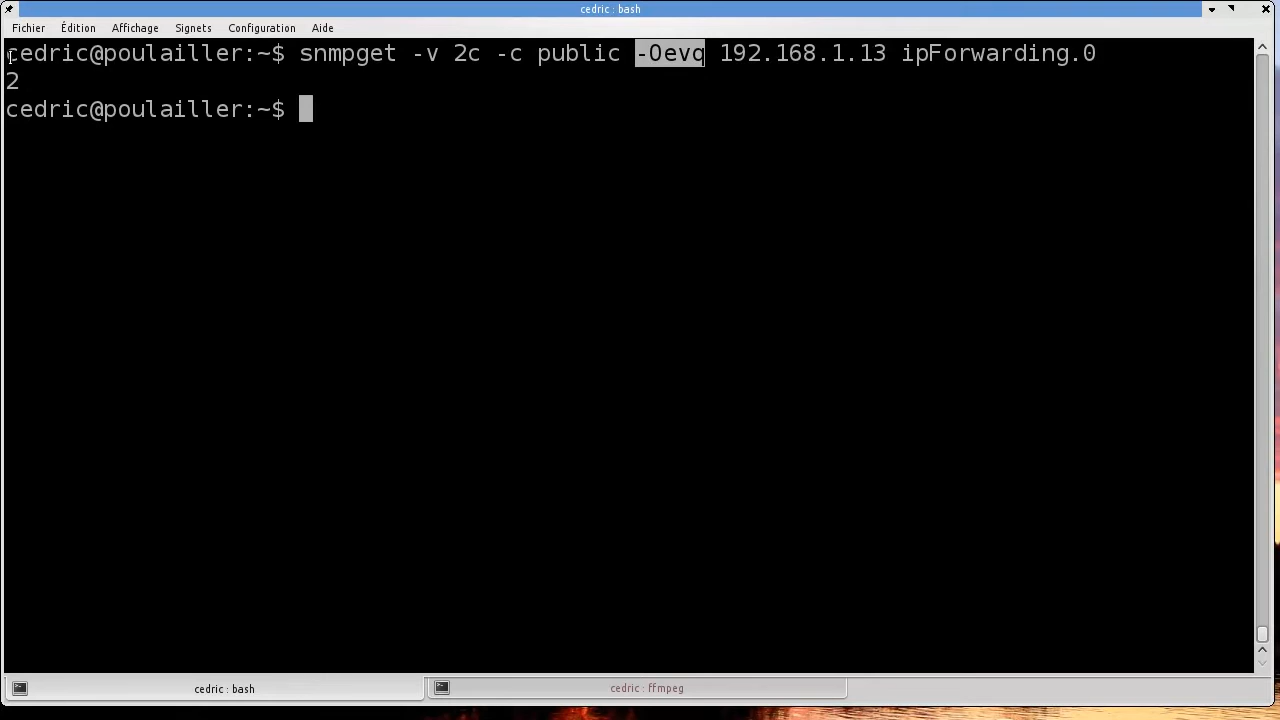 cedric : bash
Fichier Édition Affichage Signets Configuration Aide
cedric@poulailler:~$ snmpget -v 2c -c public -Oevq 192.168.1.13 ipForwarding.0
2
cedric@poulailler:~$
cedric : bash cedric : ffmpeg